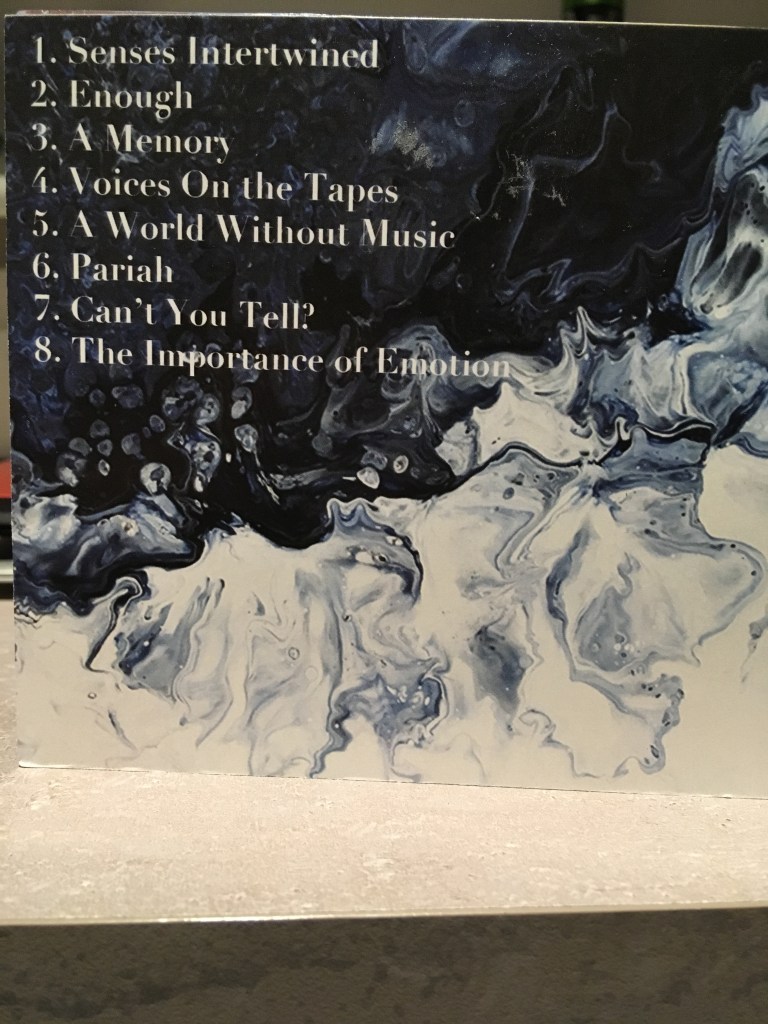 1. Senses Intertwined
2. Enough
3. A Memory
4. Voices On the Tapes
5. A World Without Music
6. Pariah
7. Can't You Tell?
8. The Importance of Emotion